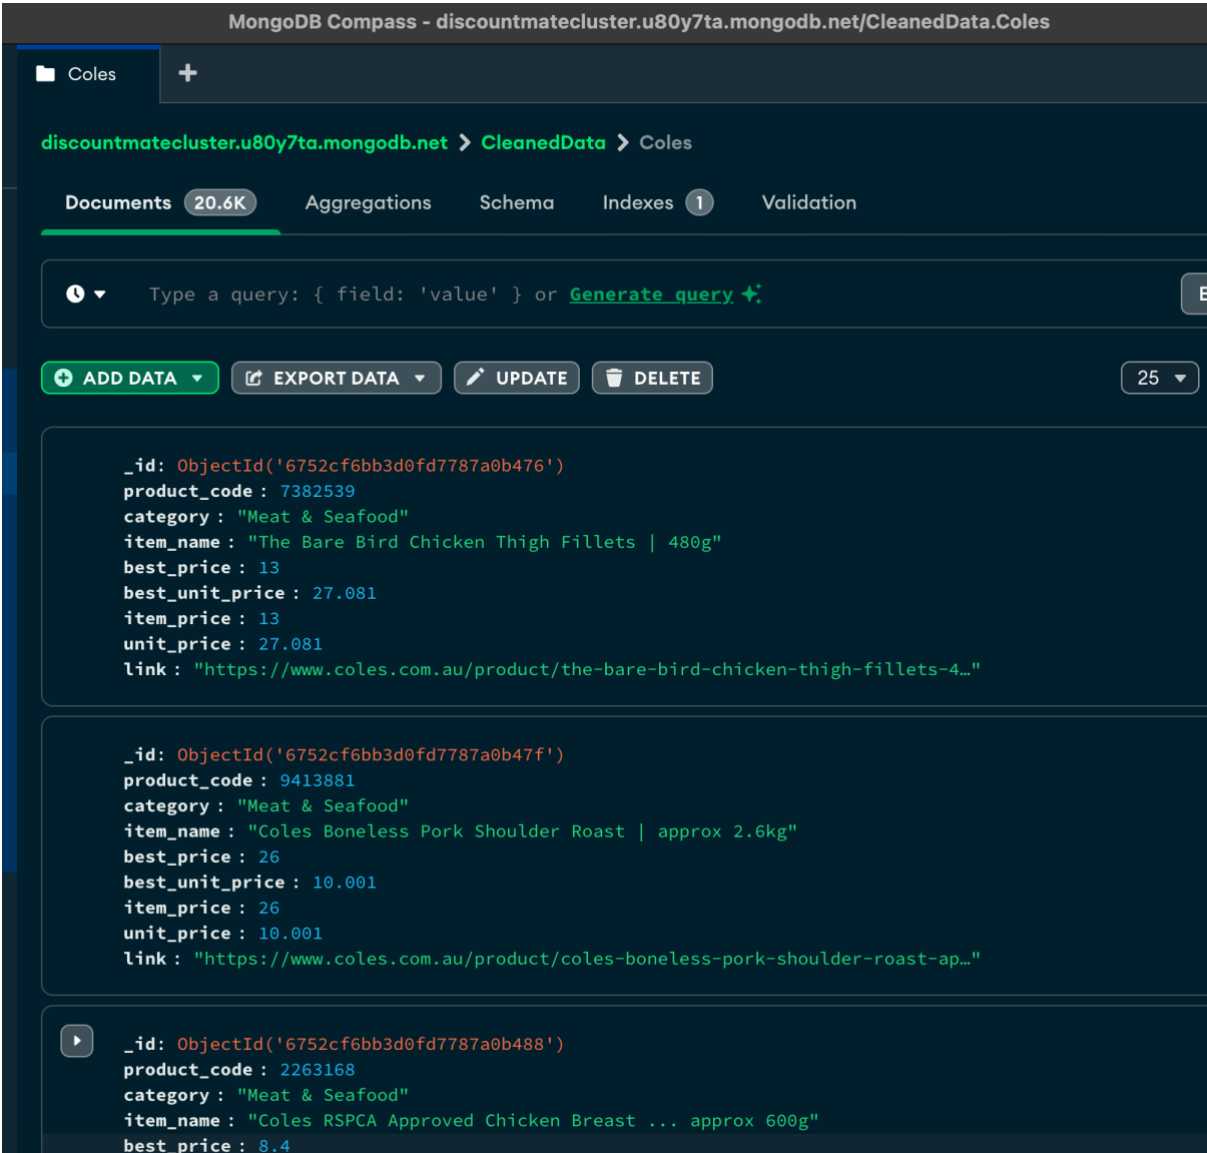 MongoDB Compass - discountmatecluster.u80y7ta.mongodb.net/CleanedData.Coles
Coles
discountmatecluster.u80y7ta.mongodb.net > CleanedData > Coles
Documents 20.6K Aggregations Schema Indexes 1 Validation
Type a query: { field: 'value' } or Generate query
ADD DATA EXPORT DATA UPDATE DELETE 25
_id: ObjectId('6752cf6bb3d0fd7787a0b476')
product_code : 7382539
category : "Meat & Seafood"
item_name : "The Bare Bird Chicken Thigh Fillets | 480g"
best_price : 13
best_unit_price : 27.081
item_price : 13
unit_price : 27.081
link : "https://www.coles.com.au/product/the-bare-bird-chicken-thigh-fillets-4…"
_id: ObjectId('6752cf6bb3d0fd7787a0b47f')
product_code : 9413881
category : "Meat & Seafood"
item_name : "Coles Boneless Pork Shoulder Roast | approx 2.6kg"
best_price : 26
best_unit_price : 10.001
item_price : 26
unit_price : 10.001
link : "https://www.coles.com.au/product/coles-boneless-pork-shoulder-roast-ap…"
_id: ObjectId('6752cf6bb3d0fd7787a0b488')
product_code : 2263168
category : "Meat & Seafood"
item_name : "Coles RSPCA Approved Chicken Breast ... approx 600g"
best_price : 8.4